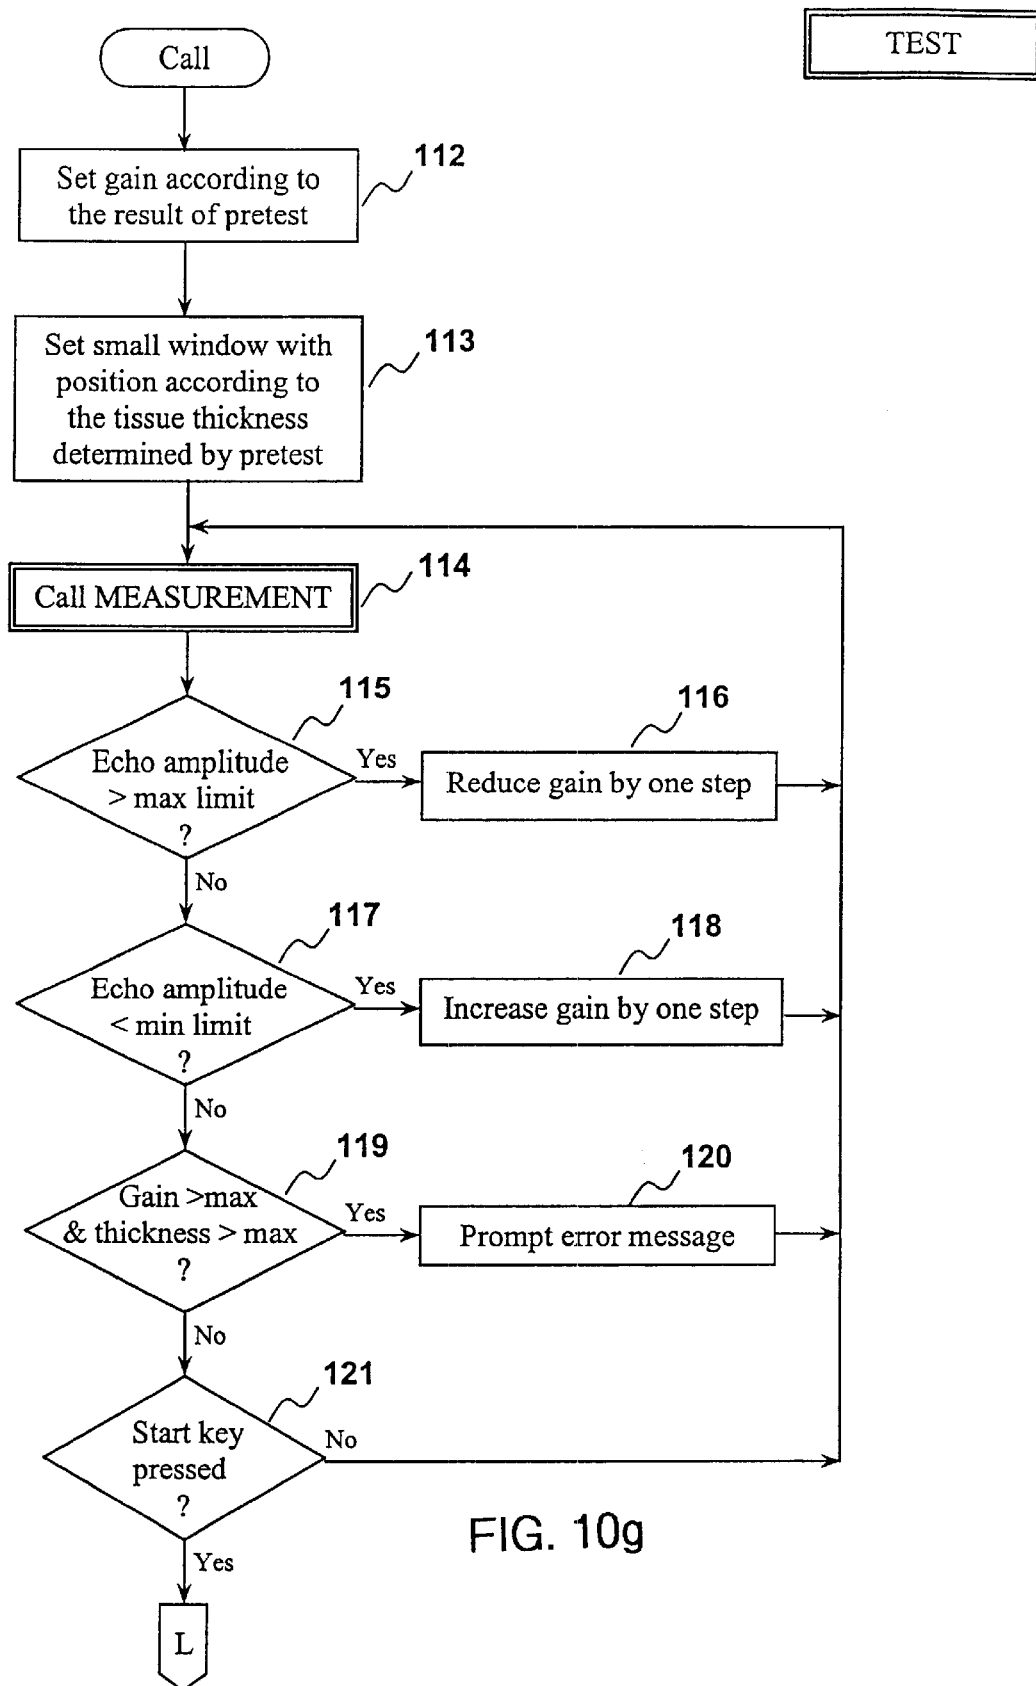 Call
TEST
112
Set gain according to
the result of pretest
113
Set small window with
position according to
the tissue thickness
determined by pretest
114
Call MEASUREMENT
115
Echo amplitude
> max limit
?
Yes
116
Reduce gain by one step
No
117
Echo amplitude
< min limit
?
Yes
118
Increase gain by one step
No
119
Gain >max
& thickness > max
?
Yes
120
Prompt error message
No
121
Start key
pressed
?
No
Yes
L
FIG. 10g